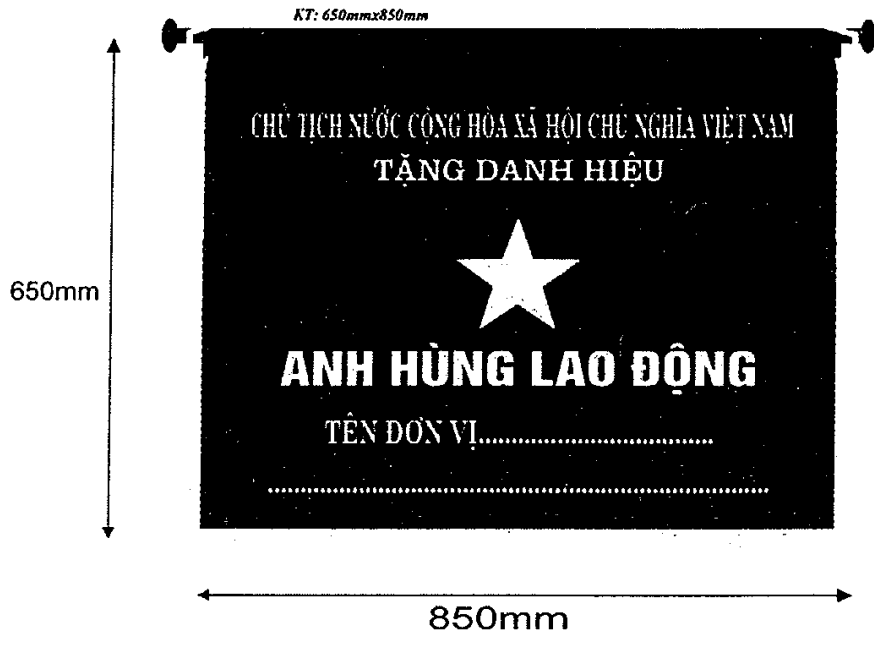 KT: 650mmx850mm
CHỦ TỊCH NƯỚC CỘNG HÒA XÃ HỘI CHỦ NGHĨA VIỆT NAM
TẶNG DANH HIỆU
650mm
ANH HÙNG LAO ĐỘNG
TÊN ĐƠN VỊ....................................
............................................................................
850mm